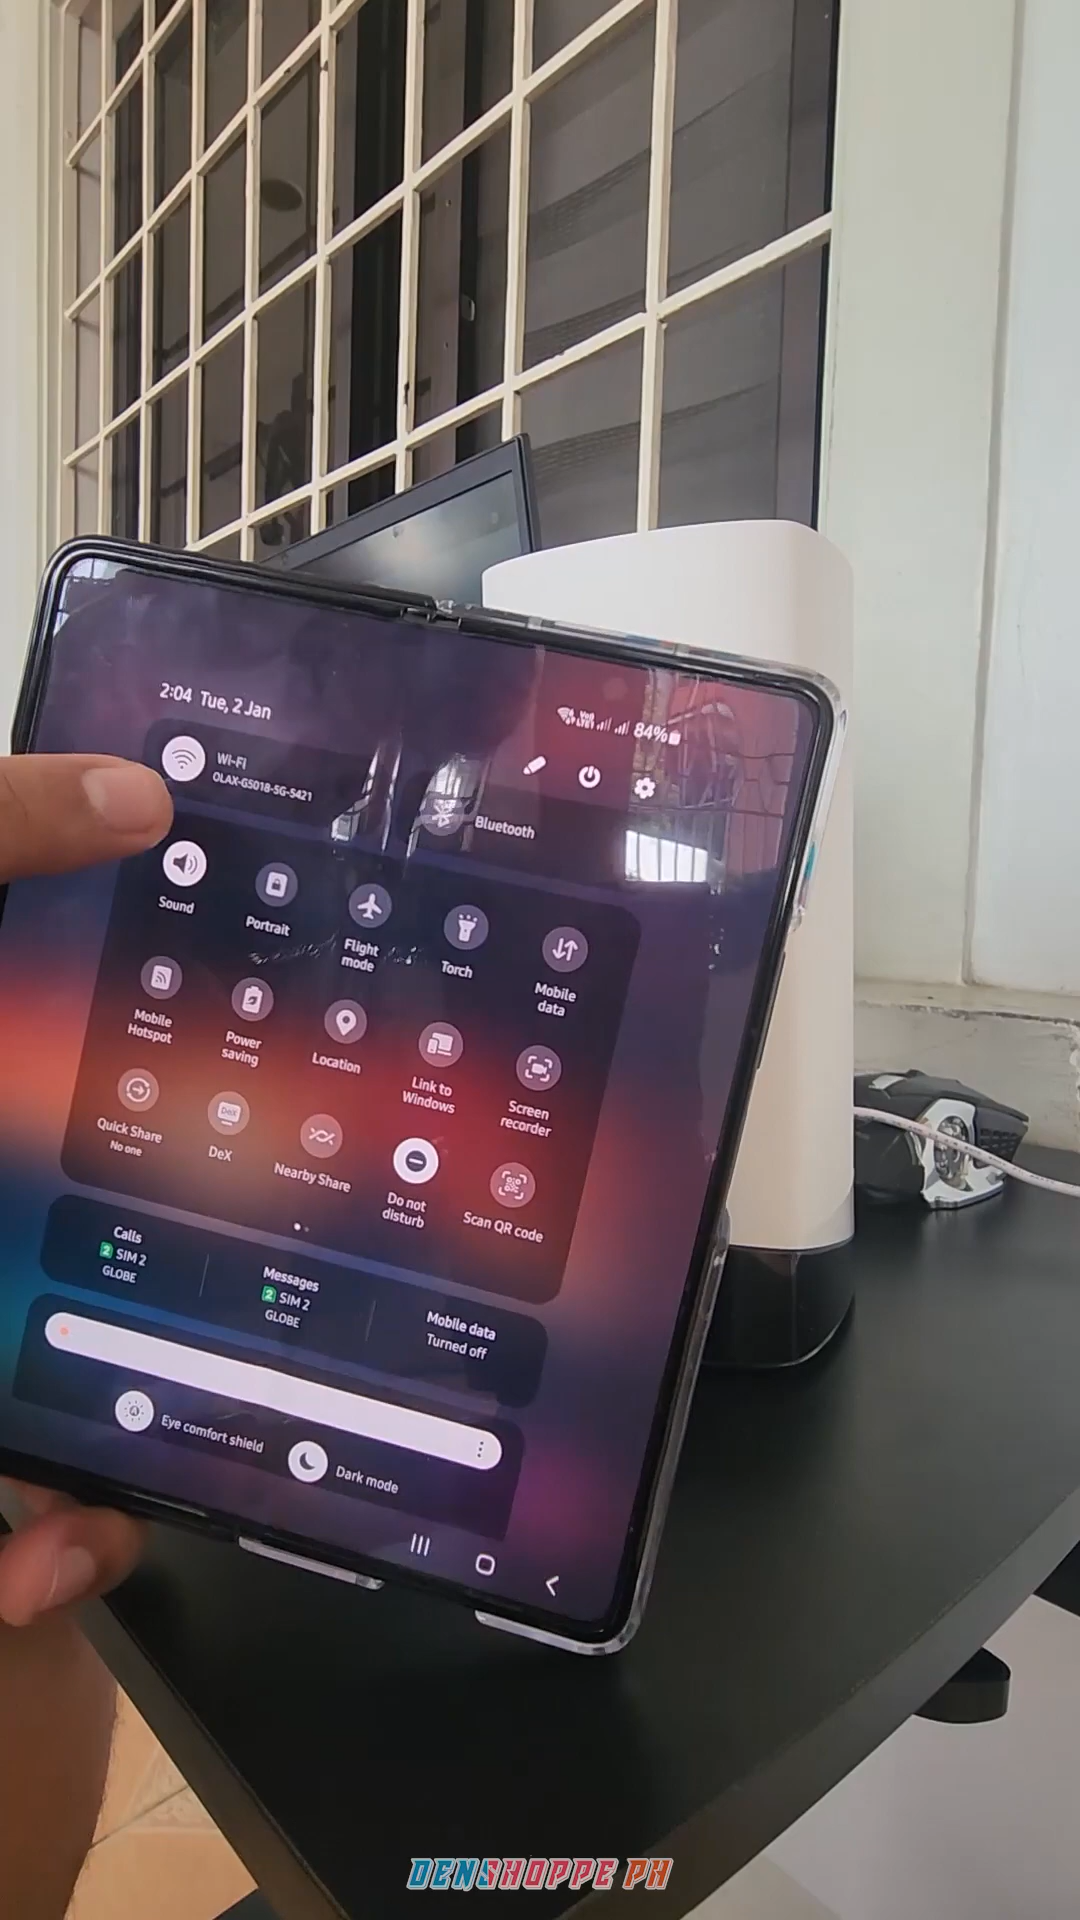 2:04 Tue, 2 Jan
84%
Wi-Fi
OLAX-G5018-5G-5421
Bluetooth
Sound
Portrait
Flight
mode
Torch
Mobile
data
Mobile
Hotspot
Power
saving
Location
Link to
Windows
Screen
recorder
Quick Share
No one
DeX
DeX
Nearby Share
Do not
disturb
Scan QR code
Calls
2 SIM 2
GLOBE
Messages
2 SIM 2
GLOBE
Mobile data
Turned off
A
Eye comfort shield
Dark mode
DENSHOPPE PH